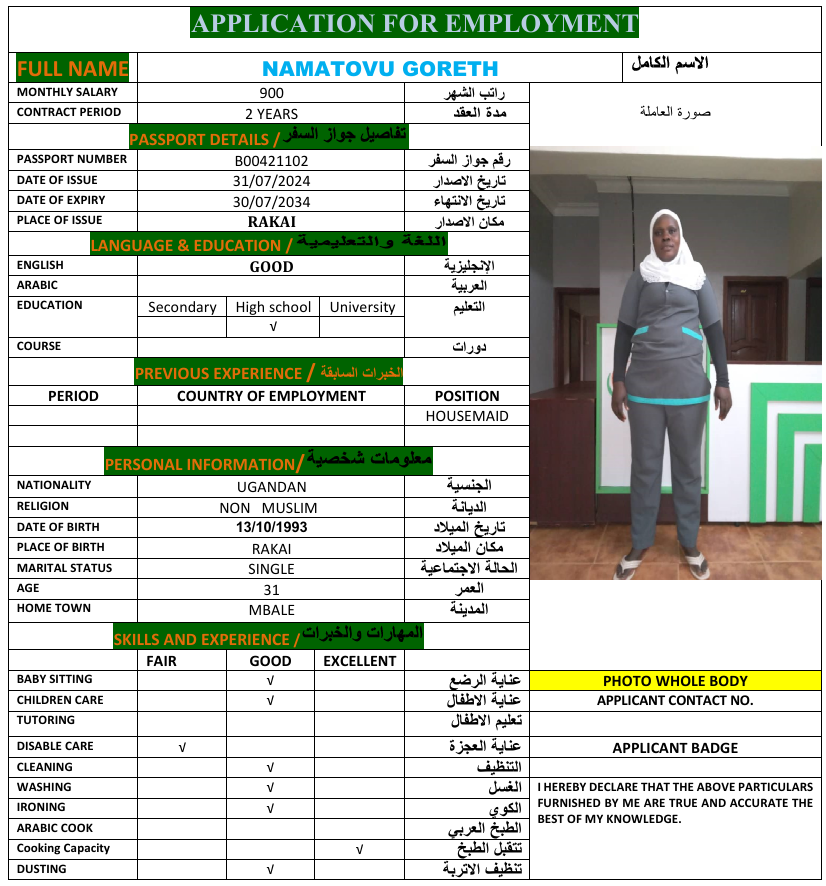 APPLICATION FOR EMPLOYMENT
FULL NAME NAMATOVU GORETH الاسم الكامل
MONTHLY SALARY 900 راتب الشهر
CONTRACT PERIOD 2 YEARS مدة العقد
صورة العاملة
PASSPORT DETAILS / تفاصيل جواز السفر
PASSPORT NUMBER B00421102 رقم جواز السفر
DATE OF ISSUE 31/07/2024 تاريخ الاصدار
DATE OF EXPIRY 30/07/2034 تاريخ الانتهاء
PLACE OF ISSUE RAKAI مكان الاصدار
LANGUAGE & EDUCATION / اللغة والتعليمية
ENGLISH GOOD الإنجليزية
ARABIC العربية
EDUCATION Secondary High school University التعليم
√
COURSE دورات
PREVIOUS EXPERIENCE / الخبرات السابقة
PERIOD COUNTRY OF EMPLOYMENT POSITION
HOUSEMAID
PERSONAL INFORMATION/ معلومات شخصية
NATIONALITY UGANDAN الجنسية
RELIGION NON MUSLIM الديانة
DATE OF BIRTH 13/10/1993 تاريخ الميلاد
PLACE OF BIRTH RAKAI مكان الميلاد
MARITAL STATUS SINGLE الحالة الاجتماعية
AGE 31 العمر
HOME TOWN MBALE المدينة
SKILLS AND EXPERIENCE / المهارات والخبرات
FAIR GOOD EXCELLENT
BABY SITTING √ عناية الرضع
PHOTO WHOLE BODY
CHILDREN CARE √ عناية الاطفال
APPLICANT CONTACT NO.
TUTORING تعليم الاطفال
DISABLE CARE √ عناية العجزة
APPLICANT BADGE
CLEANING √ التنظيف
WASHING √ الغسل
IRONING √ الكوي
ARABIC COOK الطبخ العربي
Cooking Capacity √ تتقبل الطبخ
DUSTING √ تنظيف الاتربة
I HEREBY DECLARE THAT THE ABOVE PARTICULARS
FURNISHED BY ME ARE TRUE AND ACCURATE THE
BEST OF MY KNOWLEDGE.